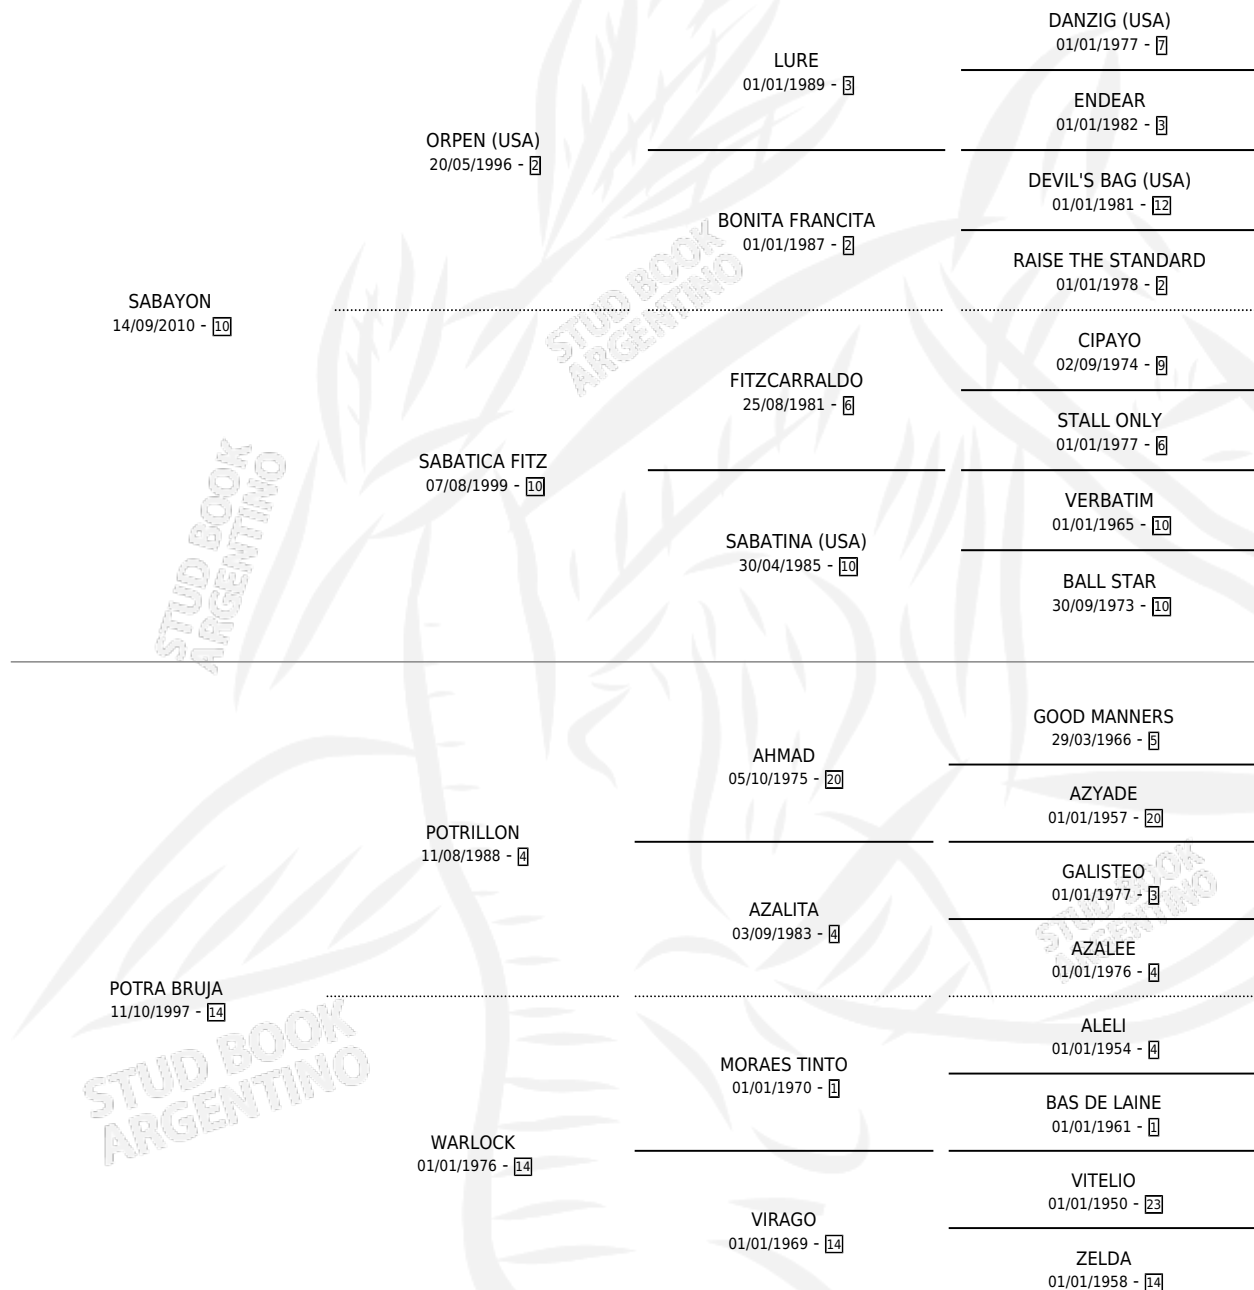 DANZIG (USA)
01/01/1977 - 7
LURE
01/01/1989 - 3
ENDEAR
01/01/1982 - 3
ORPEN (USA)
20/05/1996 - 2
DEVIL'S BAG (USA)
01/01/1981 - 12
BONITA FRANCITA
01/01/1987 - 2
RAISE THE STANDARD
01/01/1978 - 2
SABAYON
14/09/2010 - 10
STUD BOOK
ARGENTINO
CIPAYO
02/09/1974 - 9
FITZCARRALDO
25/08/1981 - 6
STALL ONLY
01/01/1977 - 6
SABATICA FITZ
07/08/1999 - 10
VERBATIM
01/01/1965 - 10
SABATINA (USA)
30/04/1985 - 10
BALL STAR
30/09/1973 - 10
STUD BOOK
ARGENTINO
GOOD MANNERS
29/03/1966 - 5
AHMAD
05/10/1975 - 20
AZYADE
01/01/1957 - 20
POTRILLON
11/08/1988 - 4
GALISTEO
01/01/1977 - 3
AZALITA
03/09/1983 - 4
AZALEE
01/01/1976 - 4
STUD BOOK
ARGENTINO
POTRA BRUJA
11/10/1997 - 14
STUD BOOK
ARGENTINO
ALELI
01/01/1954 - 4
MORAES TINTO
01/01/1970 - 1
BAS DE LAINE
01/01/1961 - 1
WARLOCK
01/01/1976 - 14
VITELIO
01/01/1950 - 23
VIRAGO
01/01/1969 - 14
ZELDA
01/01/1958 - 14